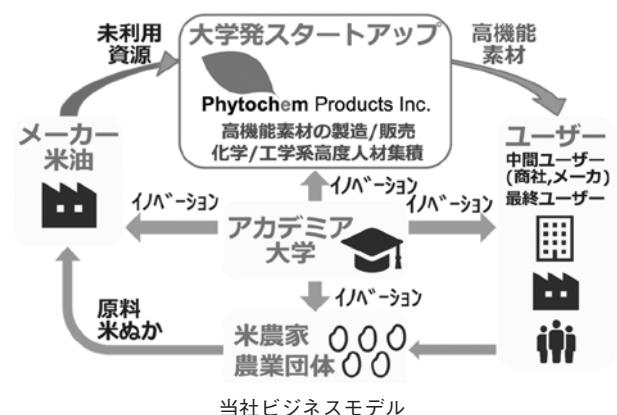 未利用
資源
大学発スタートアップ
高機能
素材
Phytochem Products Inc.
高機能素材の製造/販売
化学/工学系高度人材集積
メーカー
米油
ユーザー
中間ユーザー
(商社,メーカ)
最終ユーザー
イノベーション
イノベーション
イノベーション
アカデミア
大学
イノベーション
原料
米ぬか
米農家
農業団体
当社ビジネスモデル